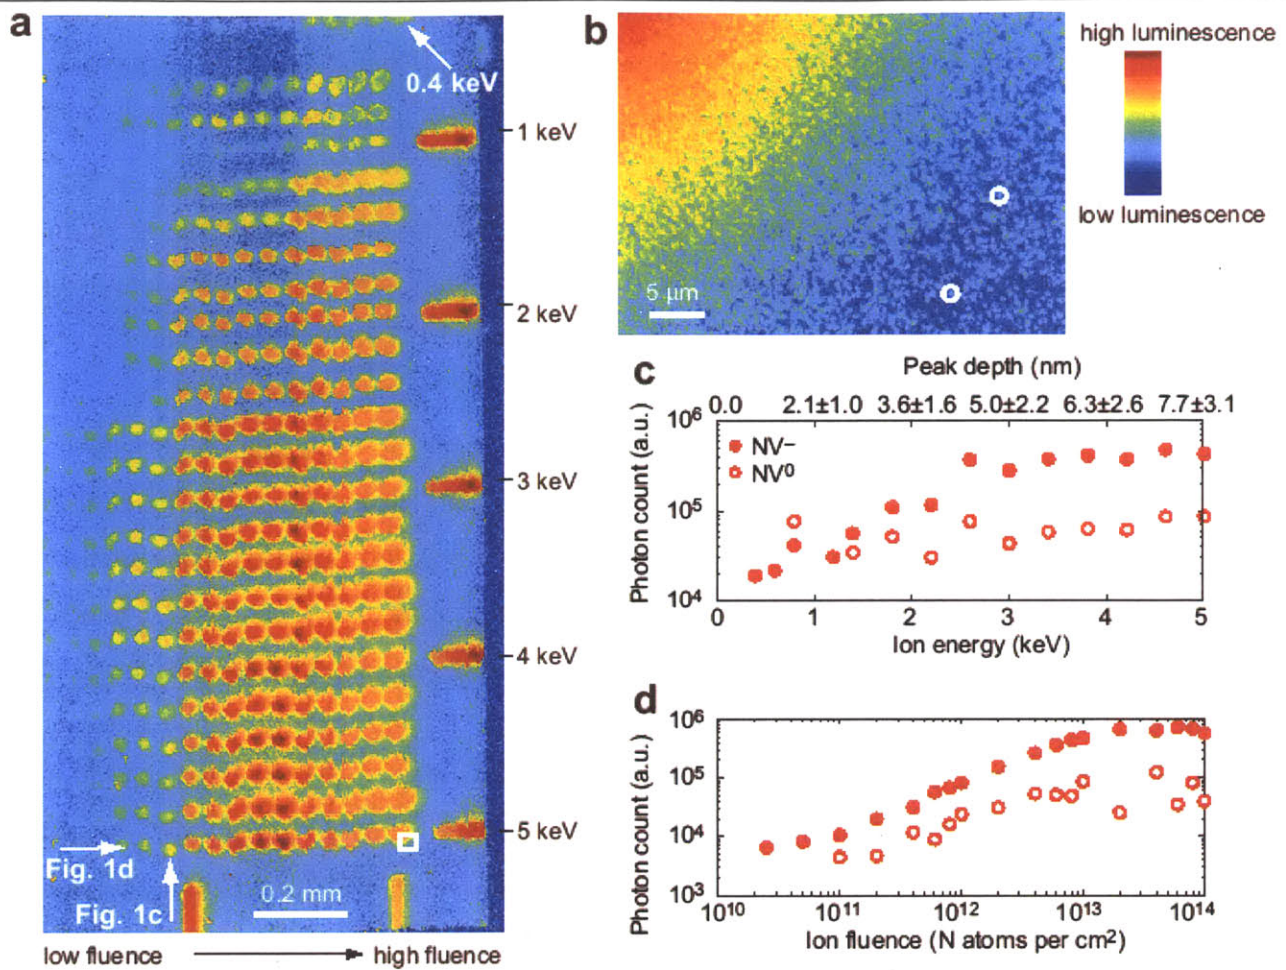 a
0.4 keV
1 keV
2 keV
3 keV
4 keV
5 keV
Fig. 1d
Fig. 1c
0.2 mm
low fluence
high fluence
b
5 µm
high luminescence
low luminescence
c
Peak depth (nm)
0.0 2.1±1.0 3.6±1.6 5.0±2.2 6.3±2.6 7.7±3.1
10⁶
10⁵
10⁴
Photon count (a.u.)
NV−
NV⁰
0 1 2 3 4 5
Ion energy (keV)
d
10⁶
10⁵
10⁴
10³
Photon count (a.u.)
10¹⁰ 10¹¹ 10¹² 10¹³ 10¹⁴
Ion fluence (N atoms per cm²)